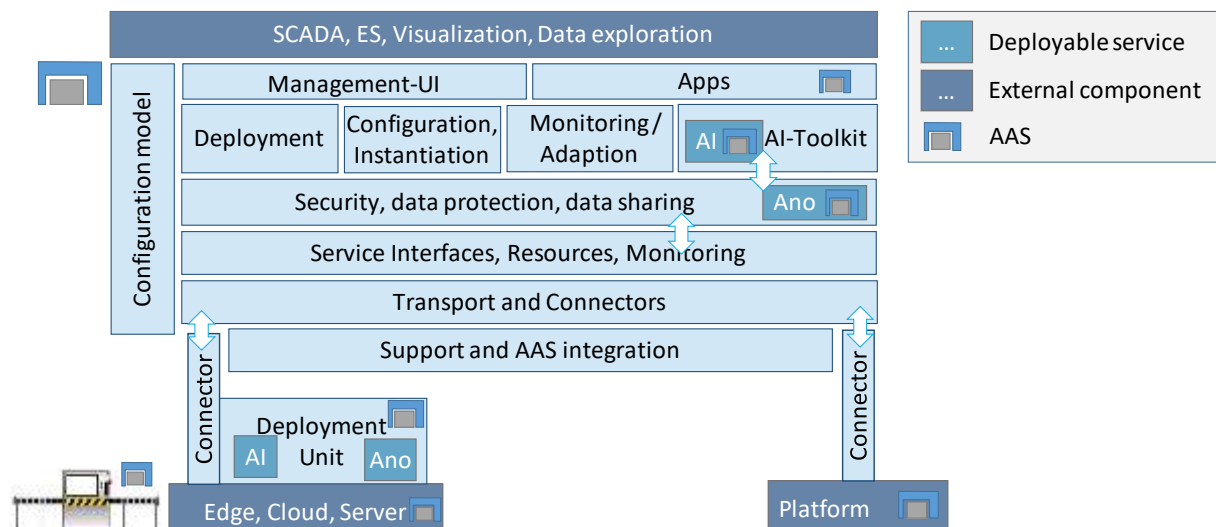 SCADA, ES, Visualization, Data exploration
Configuration model
Management-UI
Apps
Deployment
Configuration,
Instantiation
Monitoring/
Adaption
AI
AI-Toolkit
Security, data protection, data sharing
Ano
Service Interfaces, Resources, Monitoring
Transport and Connectors
Support and AAS integration
Connector
Connector
Deployment
Unit
AI
Ano
Edge, Cloud, Server
Platform
... Deployable service
... External component
AAS